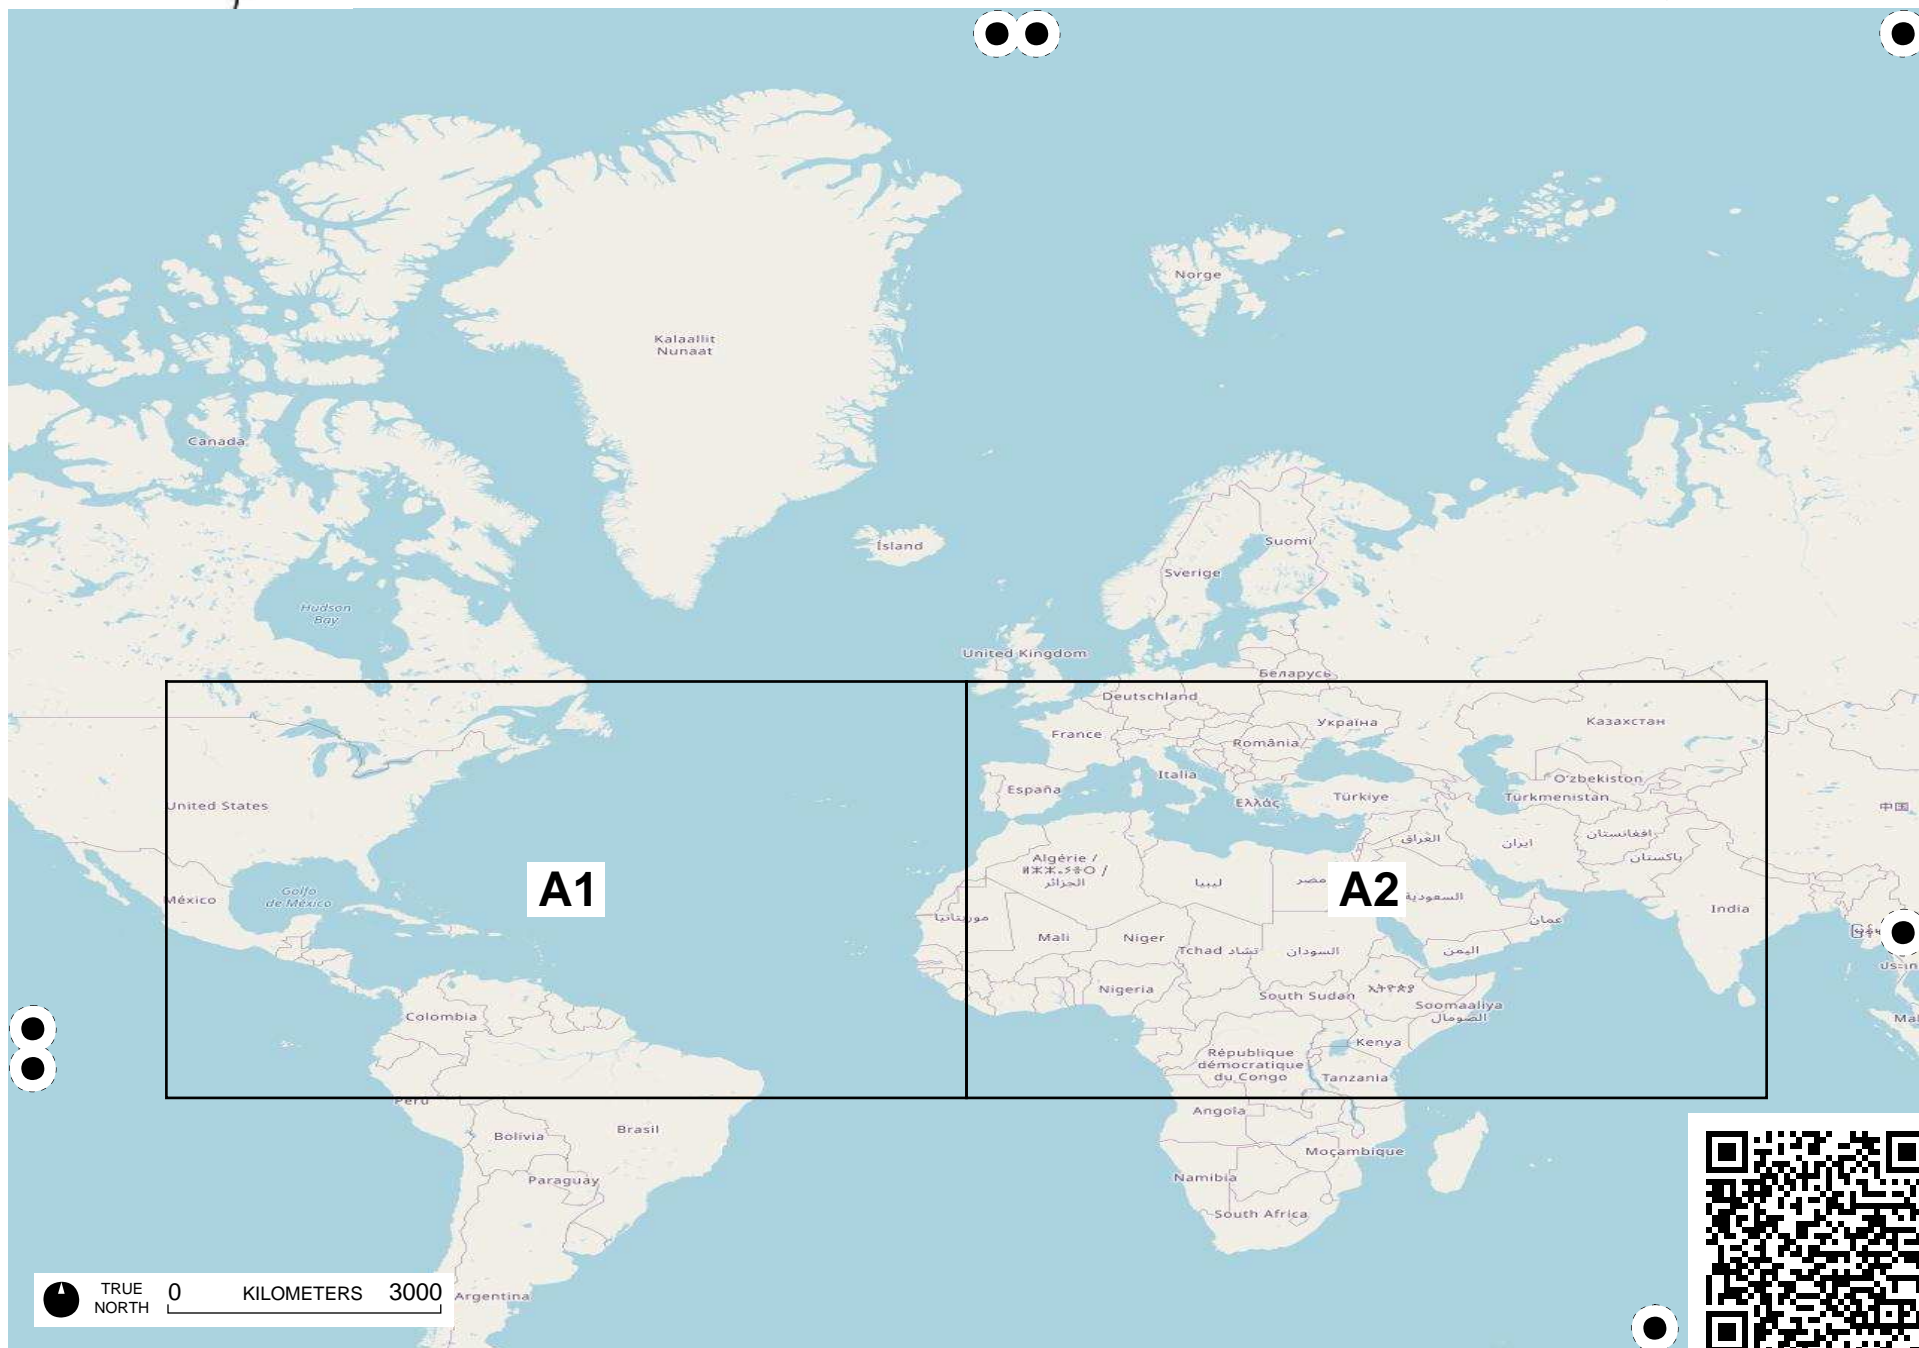 Norge
Kalaallit
Nunaat
Canada
Ísland
Suomi
Sverige
Hudson
Bay
United Kingdom
Беларусь
Deutschland
Україна
Казахстан
France
România
Italia
O'zbekiston
España
Ελλάς
Türkiye
Türkmenistan
United States
中国
العراق
ایران
افغانستان
پاکستان
Algérie /
ⵍⵣⵣⴰⵢⴻⵔ /
الجزائر
ليبيا
مصر
A1
A2
السعودية
México
Golfo
de México
India
موريتانيا
عمان
Mali
Niger
Tchad تشاد
السودان
اليمن
Nigeria
South Sudan
ኢትዮጵያ
Soomaaliya
الصومال
Colombia
Kenya
République
démocratique
du Congo
Tanzania
Perú
Angola
Bolivia
Brasil
Moçambique
Paraguay
Namibia
South Africa
TRUE
NORTH
0 KILOMETERS 3000
Argentina